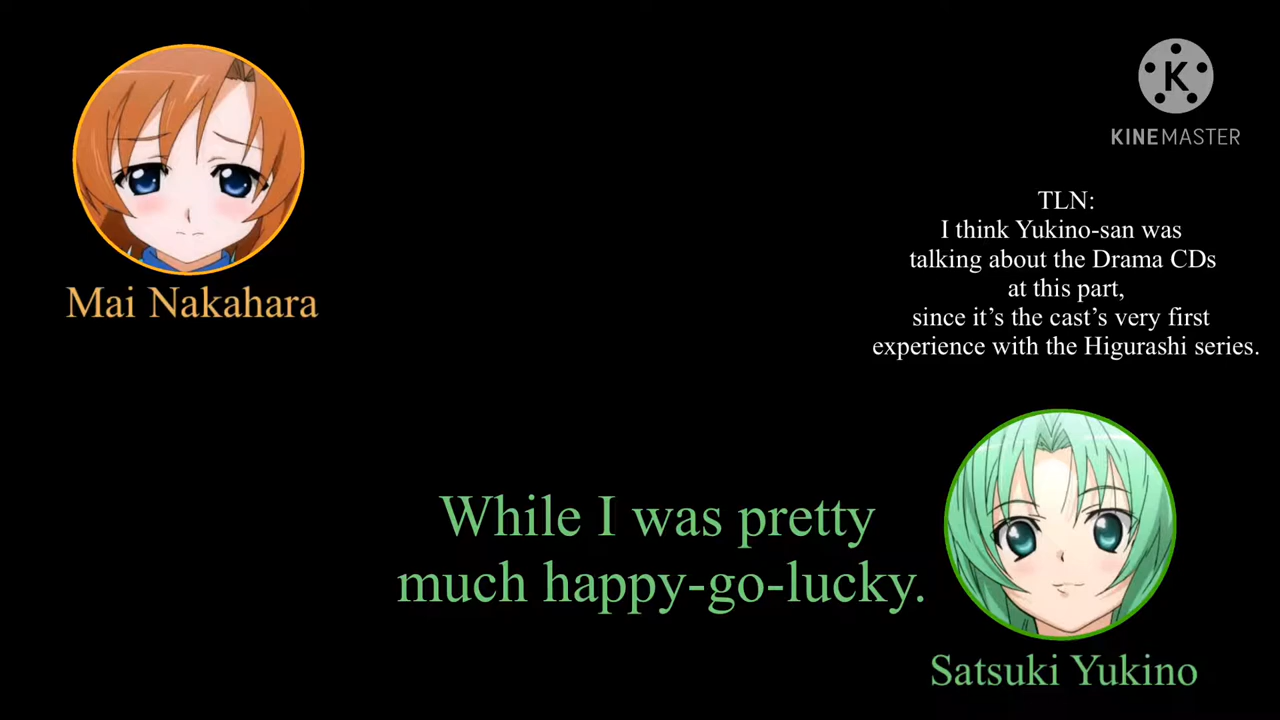 KINEMASTER
Mai Nakahara
TLN:
I think Yukino-san was
talking about the Drama CDs
at this part,
since it’s the cast’s very first
experience with the Higurashi series.
While I was pretty
much happy-go-lucky.
Satsuki Yukino